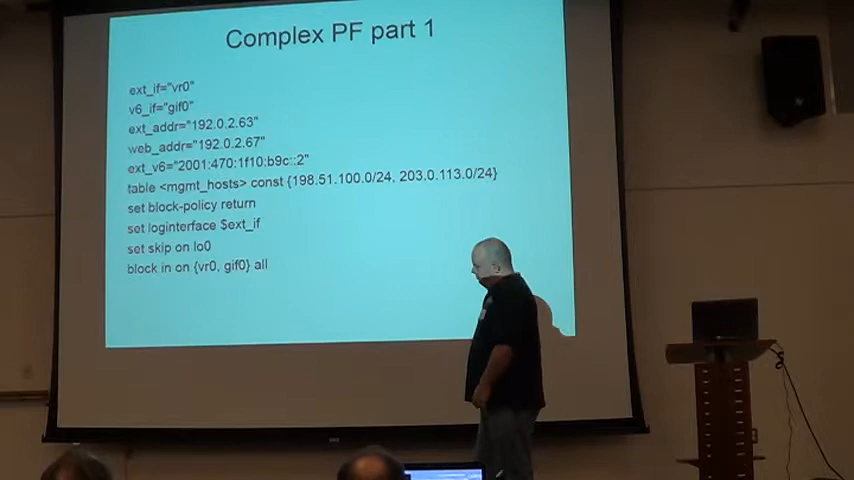 Complex PF part 1
ext_if="vr0"
v6_if="gif0"
ext_addr="192.0.2.63"
web_addr="192.0.2.67"
ext_v6="2001:470:1f10:b9c::2"
table <mgmt_hosts> const {198.51.100.0/24, 203.0.113.0/24}
set block-policy return
set loginterface $ext_if
set skip on lo0
block in on {vr0, gif0} all